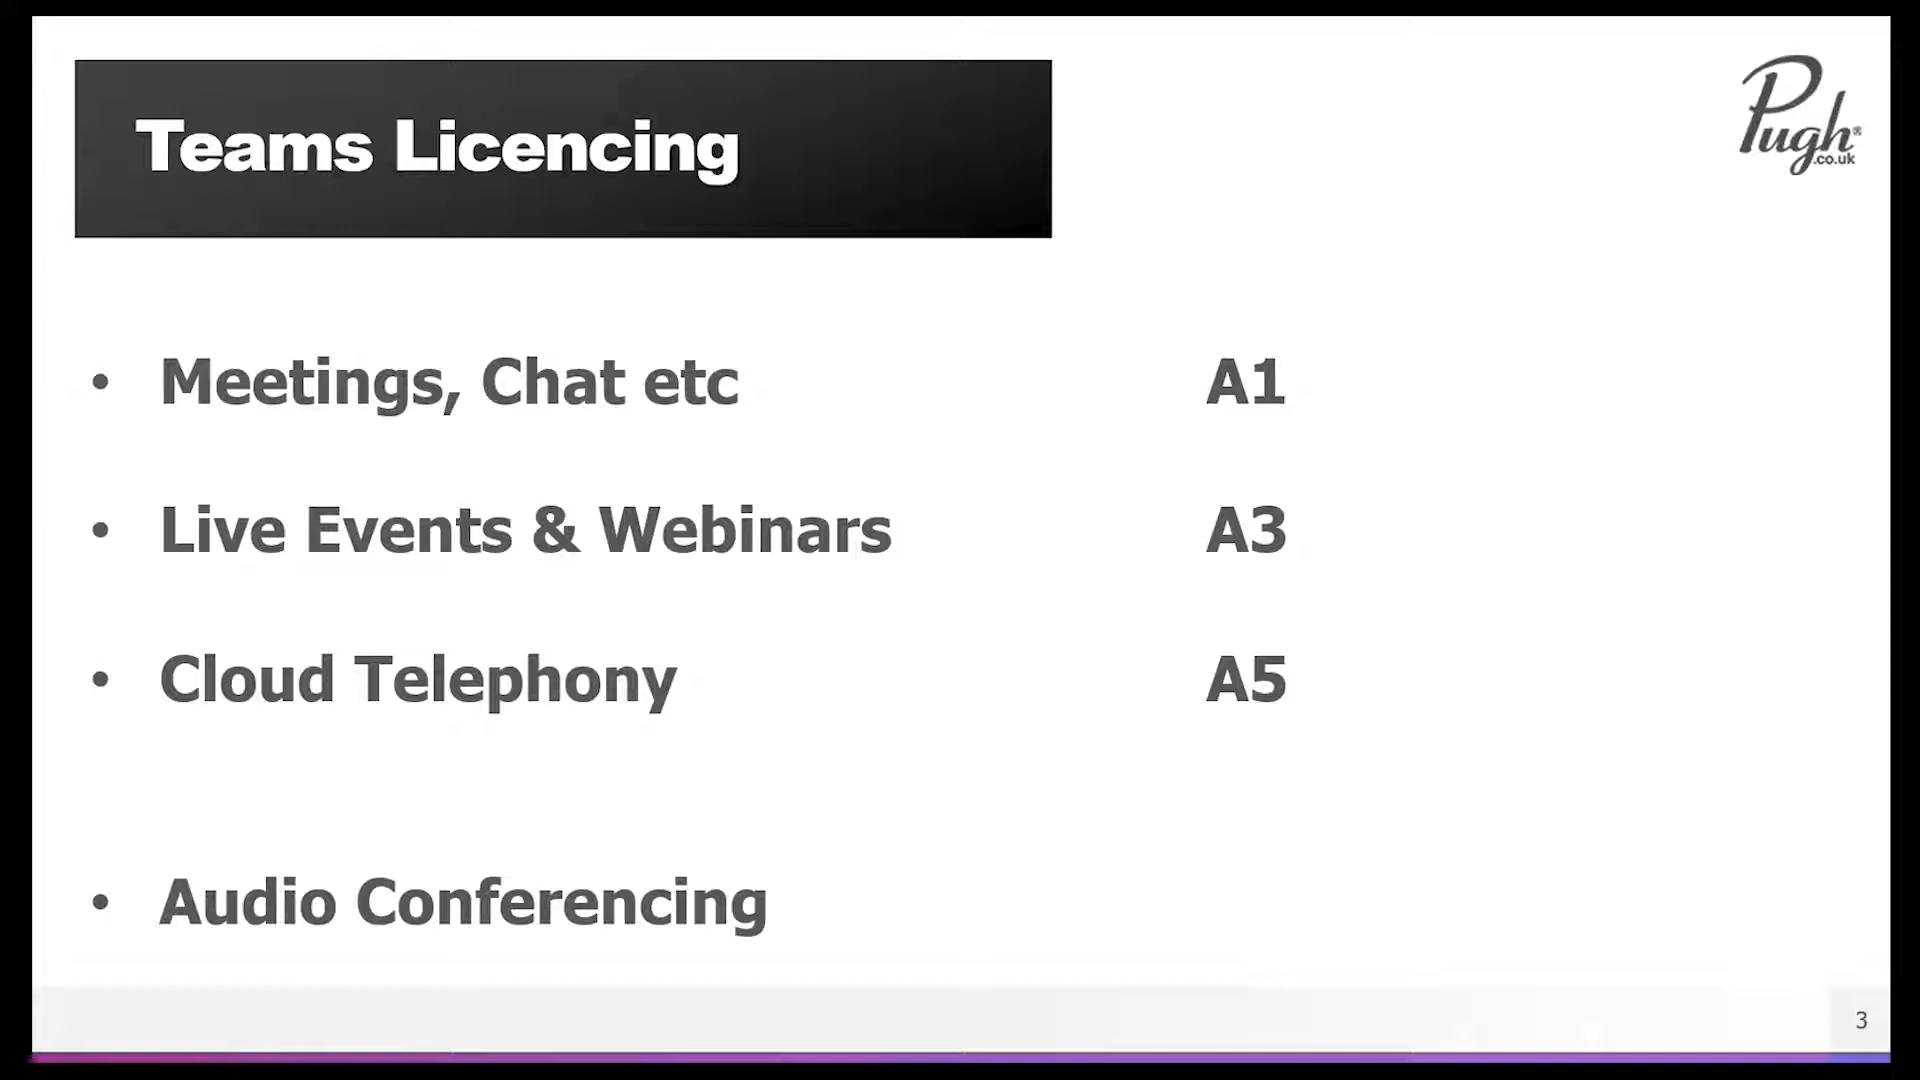 Teams Licencing
Pugh®
.co.uk
• Meetings, Chat etc A1
• Live Events & Webinars A3
• Cloud Telephony A5
• Audio Conferencing
3